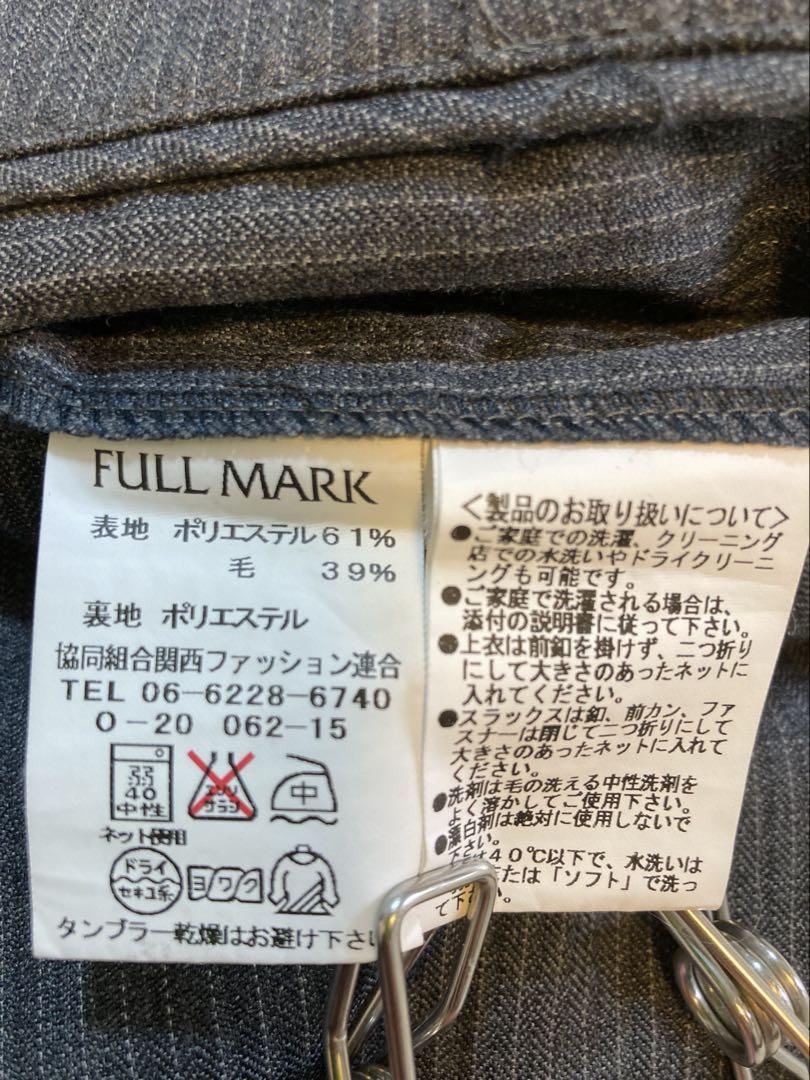 FULL MARK
表地 ポリエステル61%
毛 39%
裏地 ポリエステル
協同組合関西ファッション連合
TEL 06-6228-6740
O-20 062-15
弱
40
中性
エンソ
サラシ
中
ネット使用
ドライ
セキユ系
ヨワク
タンブラー乾燥はお避け下さい
<製品のお取り扱いについて>
●ご家庭での洗濯、クリーニング
店での水洗いやドライクリーニ
ングも可能です。
●ご家庭で洗濯される場合は、
添付の説明書に従って下さい。
●上衣は前釦を掛けず、二つ折り
にして大きさのあったネットに
入れてください。
●スラックスは釦、前カン、ファ
スナーは閉じて二つ折りにして
大きさのあったネットに入れて
ください。
●洗剤は毛の洗える中性洗剤を
よく溶かしてご使用下さい。
●漂白剤は絶対に使用しないで
下さい。
●40℃以下で、水洗いは
または「ソフト」で洗っ
て下さい。